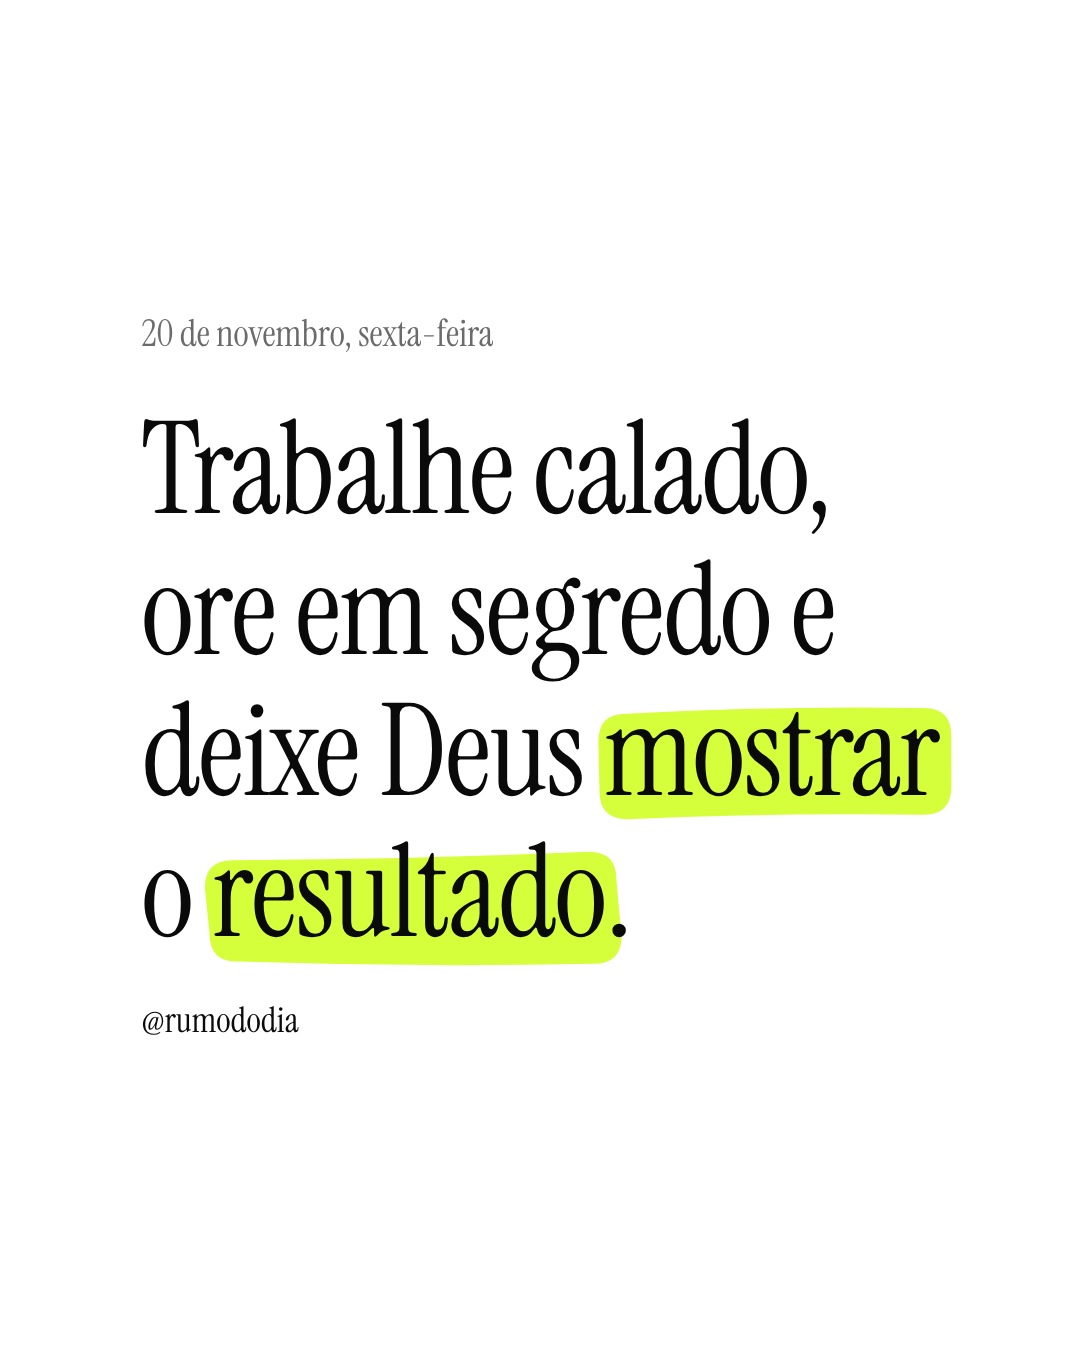 20 de novembro, sexta-feira
Trabalhe calado,
ore em segredo e
deixe Deus mostrar
o resultado.
@rumododia